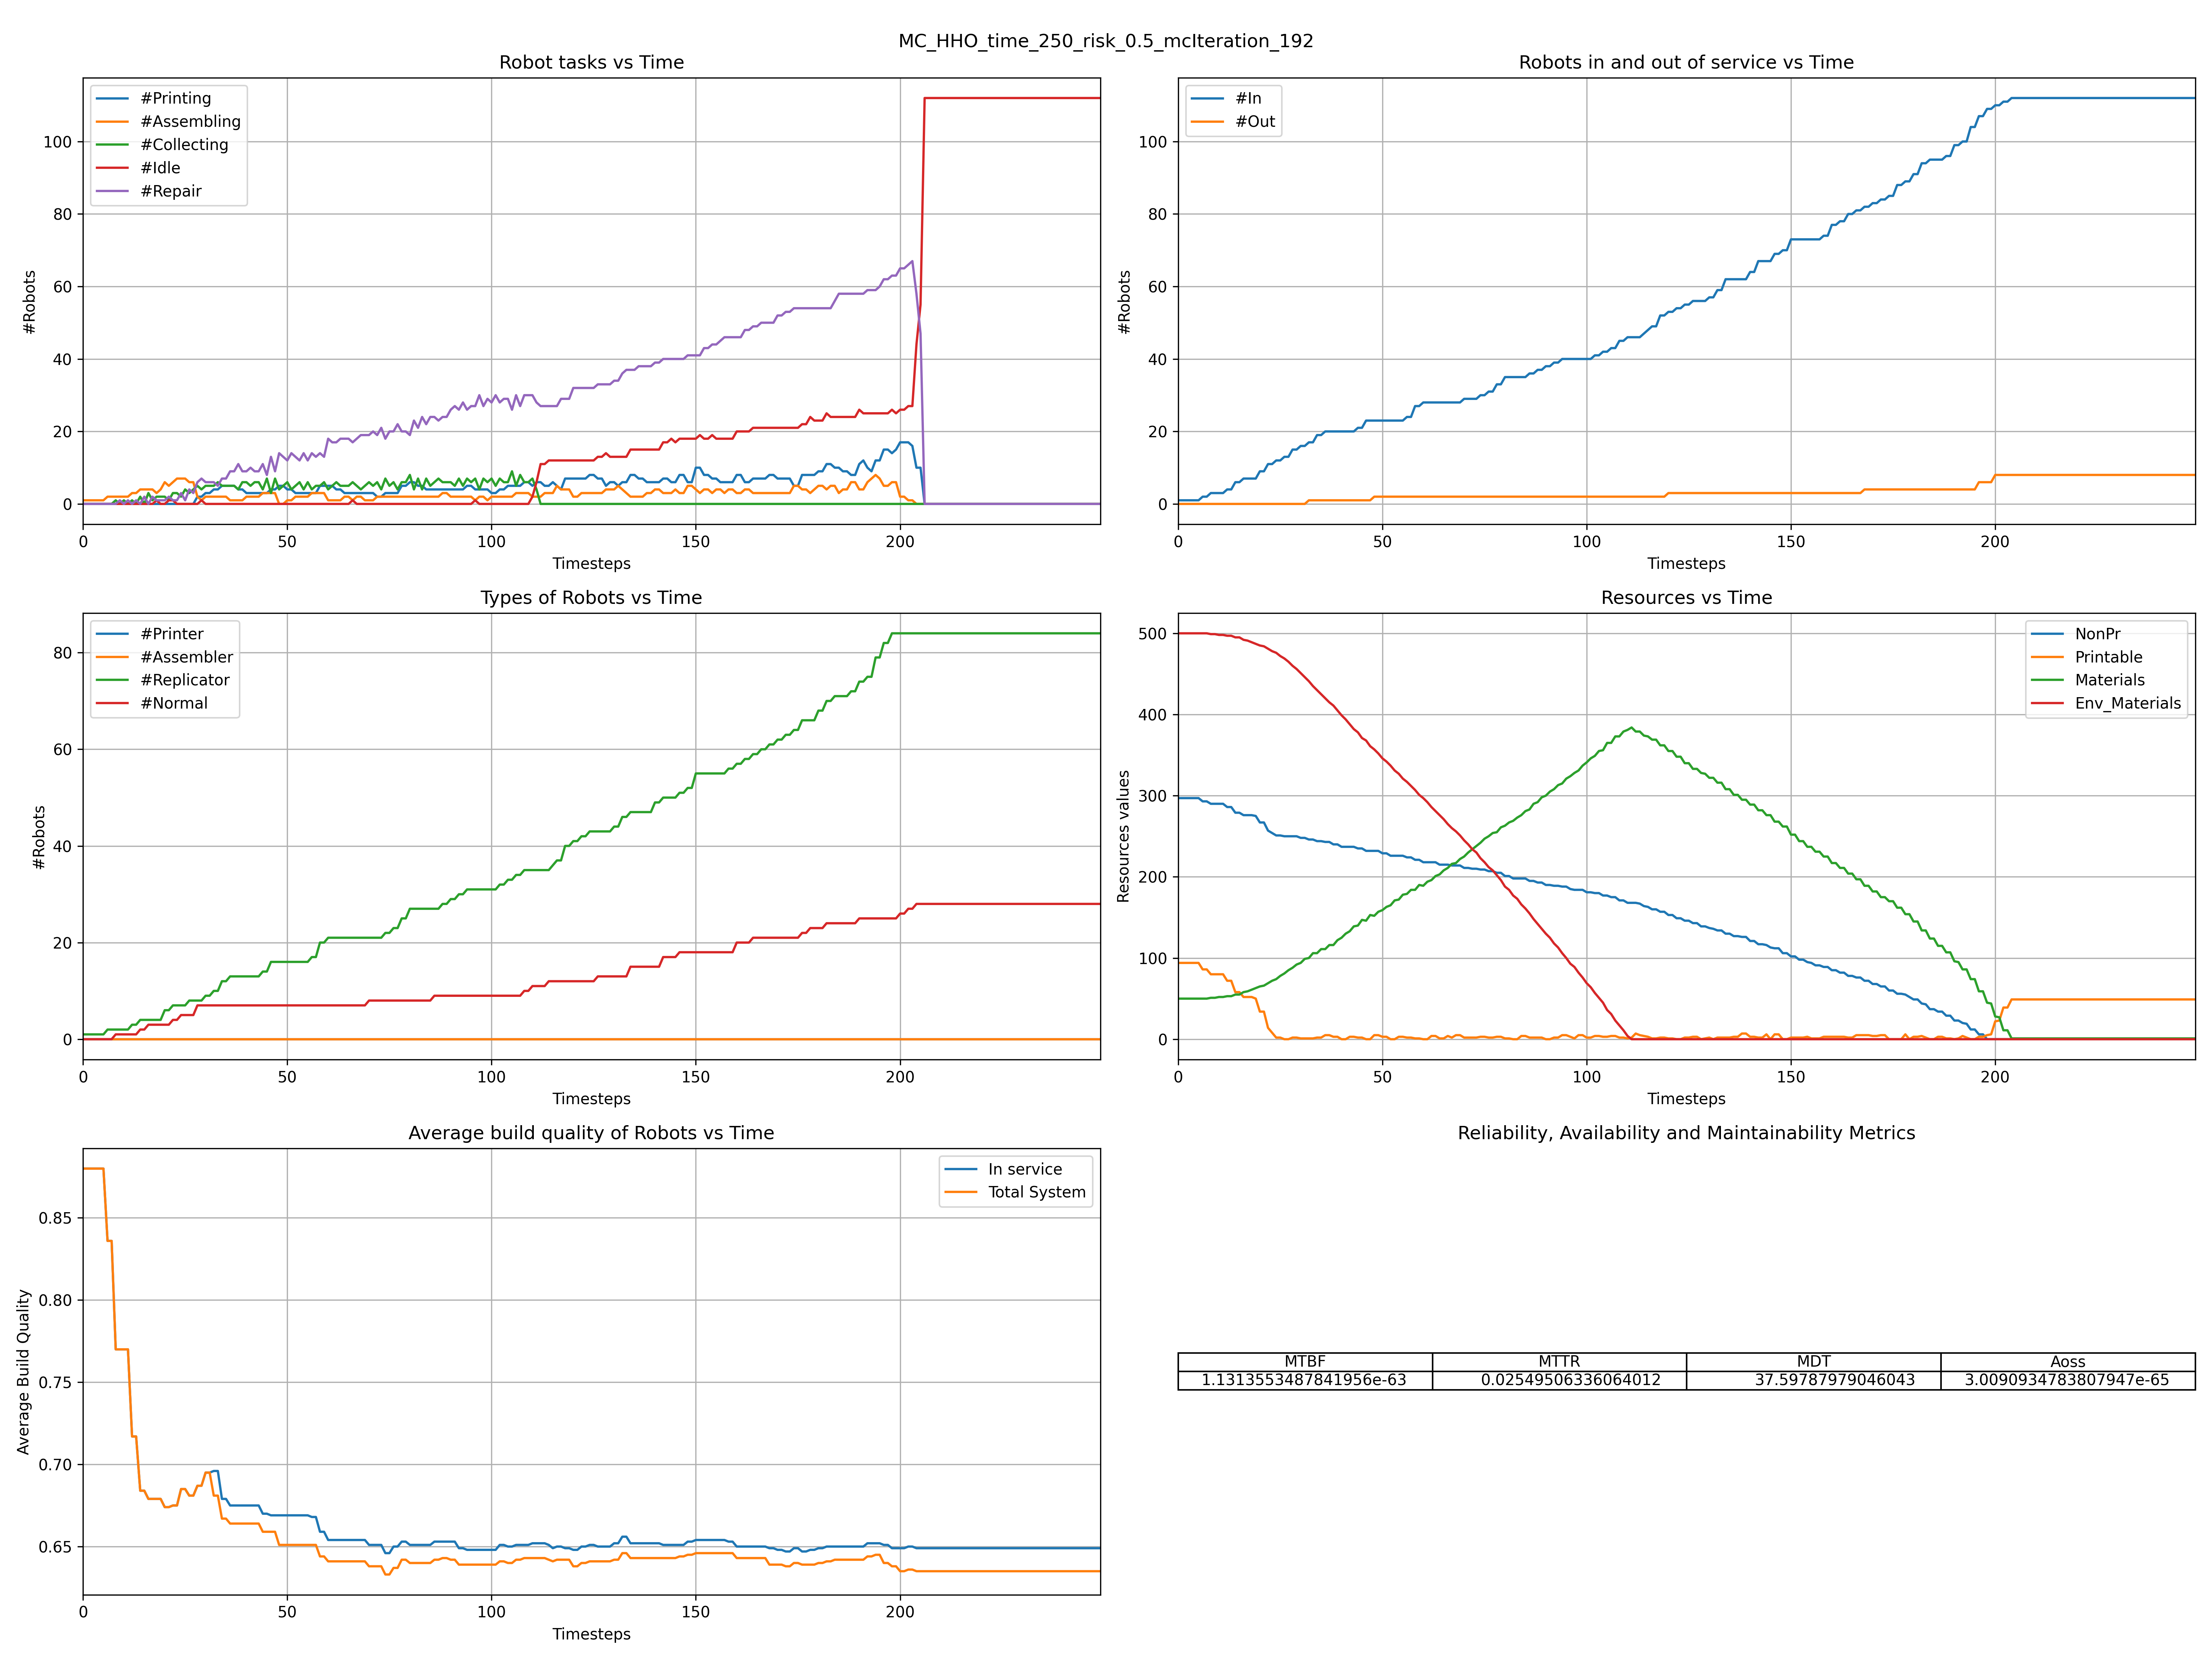 MC_HHO_time_250_risk_0.5_mcIteration_192
Robot tasks vs Time
#Printing
#Assembling
#Collecting
#Idle
#Repair
#Robots
0
20
40
60
80
100
0 50 100 150 200
Timesteps
Robots in and out of service vs Time
#In
#Out
#Robots
0
20
40
60
80
100
0 50 100 150 200
Timesteps
Types of Robots vs Time
#Printer
#Assembler
#Replicator
#Normal
#Robots
0
20
40
60
80
0 50 100 150 200
Timesteps
Resources vs Time
NonPr
Printable
Materials
Env_Materials
Resources values
0
100
200
300
400
500
0 50 100 150 200
Timesteps
Average build quality of Robots vs Time
In service
Total System
Average Build Quality
0.65
0.70
0.75
0.80
0.85
0 50 100 150 200
Timesteps
Reliability, Availability and Maintainability Metrics
MTBF MTTR MDT Aoss
1.1313553487841956e-63 0.02549506336064012 37.59787979046043 3.0090934783807947e-65